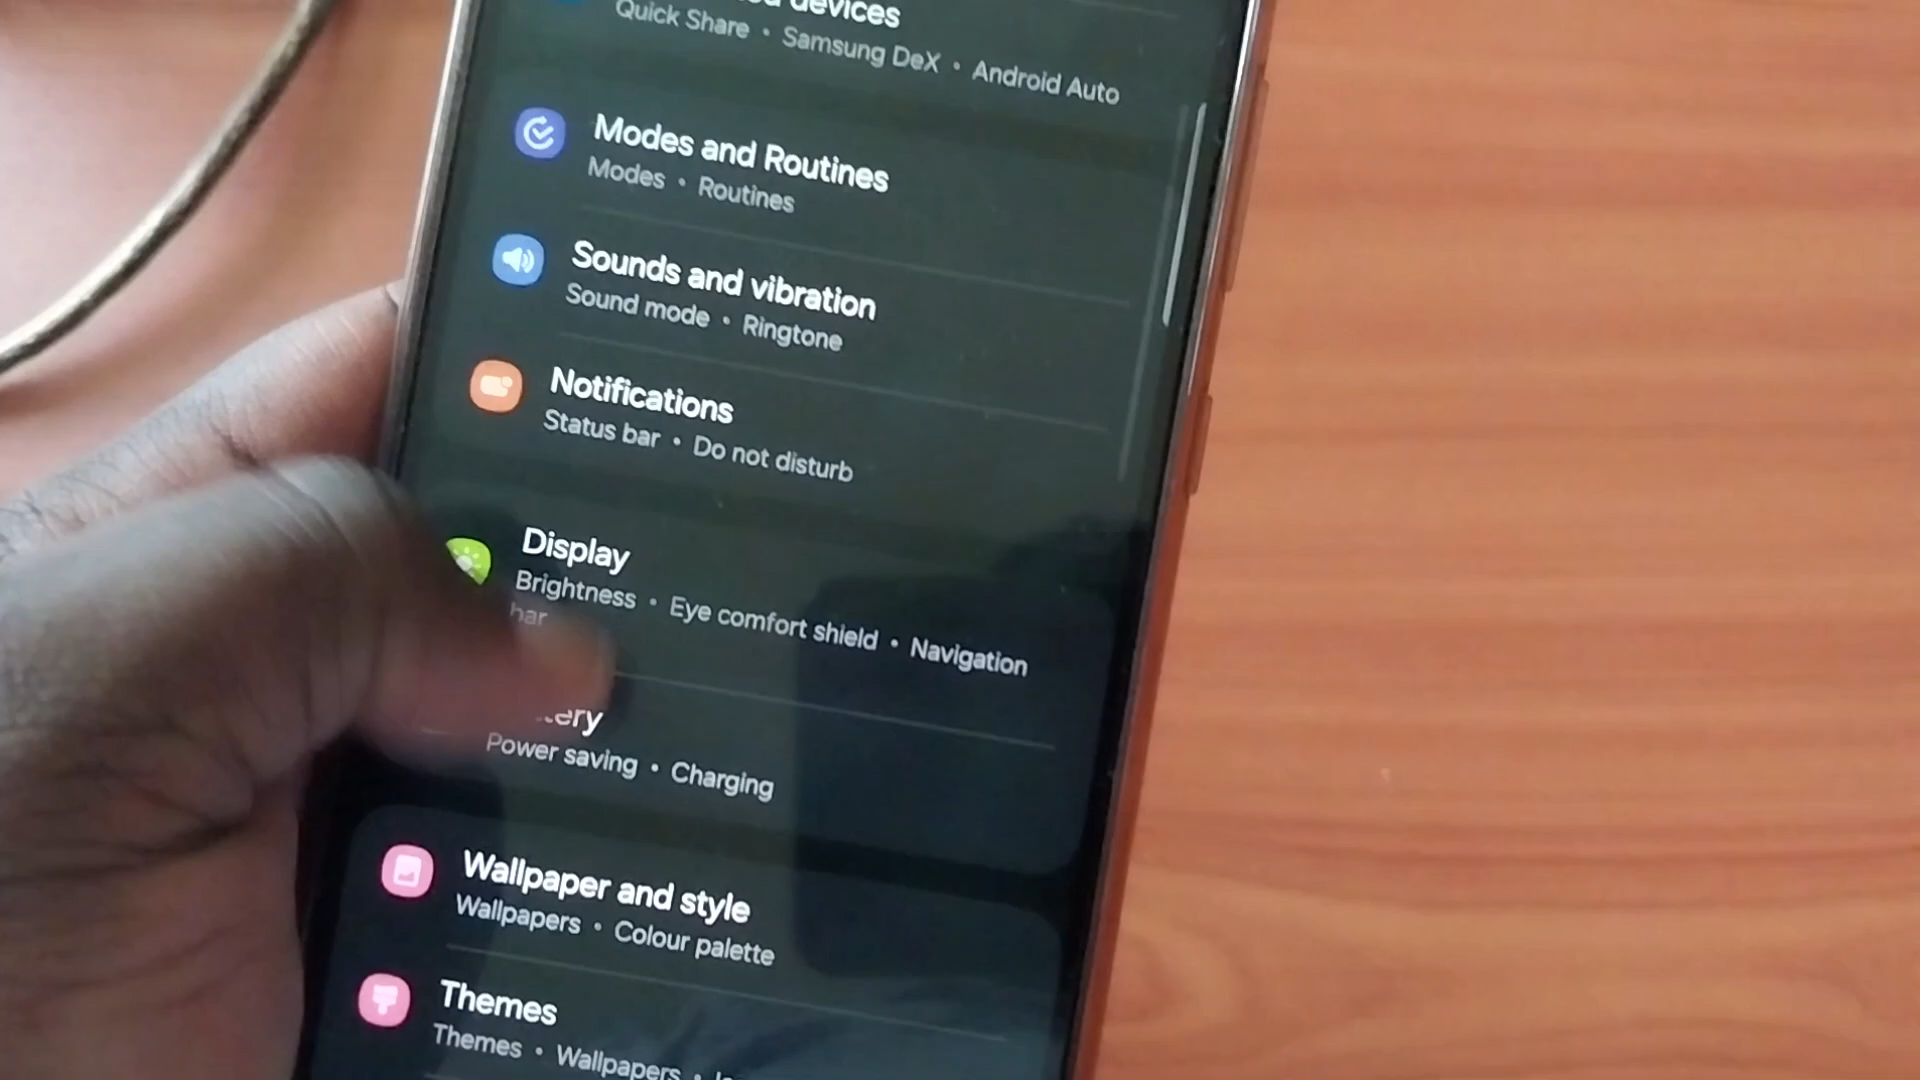 devices
Quick Share • Samsung DeX • Android Auto
Modes and Routines
Modes • Routines
Sounds and vibration
Sound mode • Ringtone
Notifications
Status bar • Do not disturb
Display
Brightness • Eye comfort shield • Navigation
bar
Power saving • Charging
Wallpaper and style
Wallpapers • Colour palette
Themes
Themes • Wallpapers •